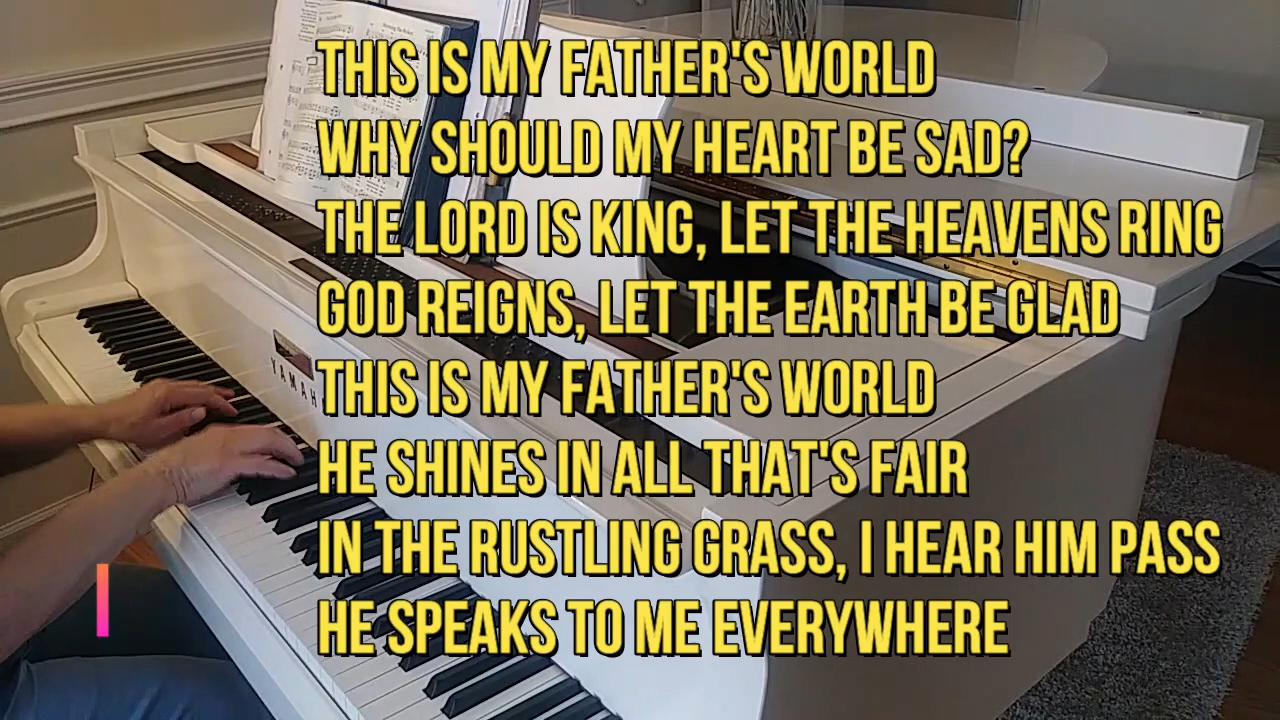 THIS IS MY FATHER'S WORLD
WHY SHOULD MY HEART BE SAD?
THE LORD IS KING, LET THE HEAVENS RING
GOD REIGNS, LET THE EARTH BE GLAD
THIS IS MY FATHER'S WORLD
HE SHINES IN ALL THAT'S FAIR
IN THE RUSTLING GRASS, I HEAR HIM PASS
HE SPEAKS TO ME EVERYWHERE
YAMAH